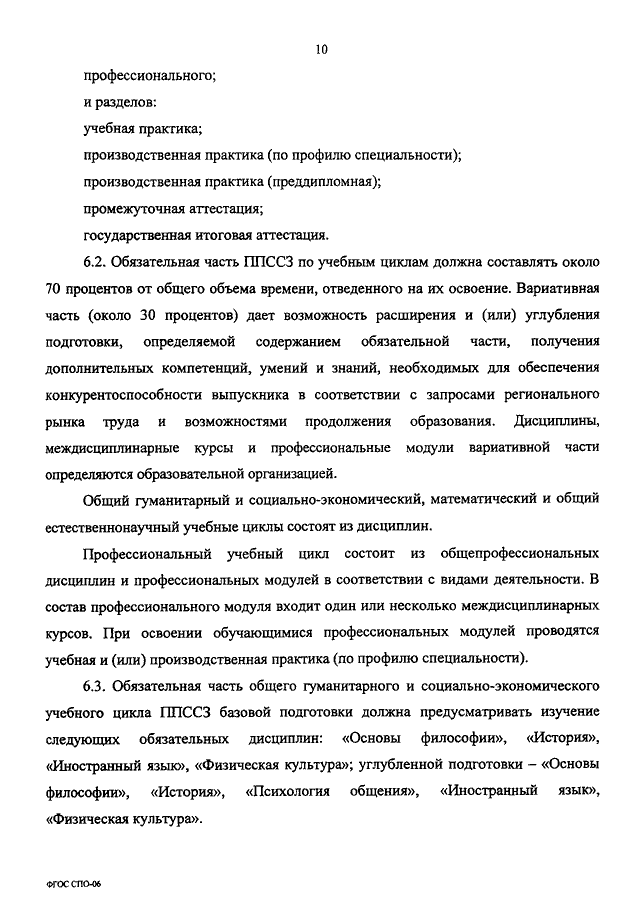 10
профессионального;
и разделов:
учебная практика;
производственная практика (по профилю специальности);
производственная практика (преддипломная);
промежуточная аттестация;
государственная итоговая аттестация.
6.2. Обязательная часть ППССЗ по учебным циклам должна составлять около
70 процентов от общего объема времени, отведенного на их освоение. Вариативная
часть (около 30 процентов) дает возможность расширения и (или) углубления
подготовки, определяемой содержанием обязательной части, получения
дополнительных компетенций, умений и знаний, необходимых для обеспечения
конкурентоспособности выпускника в соответствии с запросами регионального
рынка труда и возможностями продолжения образования. Дисциплины,
междисциплинарные курсы и профессиональные модули вариативной части
определяются образовательной организацией.
Общий гуманитарный и социально-экономический, математический и общий
естественнонаучный учебные циклы состоят из дисциплин.
Профессиональный учебный цикл состоит из общепрофессиональных
дисциплин и профессиональных модулей в соответствии с видами деятельности. В
состав профессионального модуля входит один или несколько междисциплинарных
курсов. При освоении обучающимися профессиональных модулей проводятся
учебная и (или) производственная практика (по профилю специальности).
6.3. Обязательная часть общего гуманитарного и социально-экономического
учебного цикла ППССЗ базовой подготовки должна предусматривать изучение
следующих обязательных дисциплин: «Основы философии», «История»,
«Иностранный язык», «Физическая культура»; углубленной подготовки – «Основы
философии», «История», «Психология общения», «Иностранный язык»,
«Физическая культура».
ФГОС СПО-06